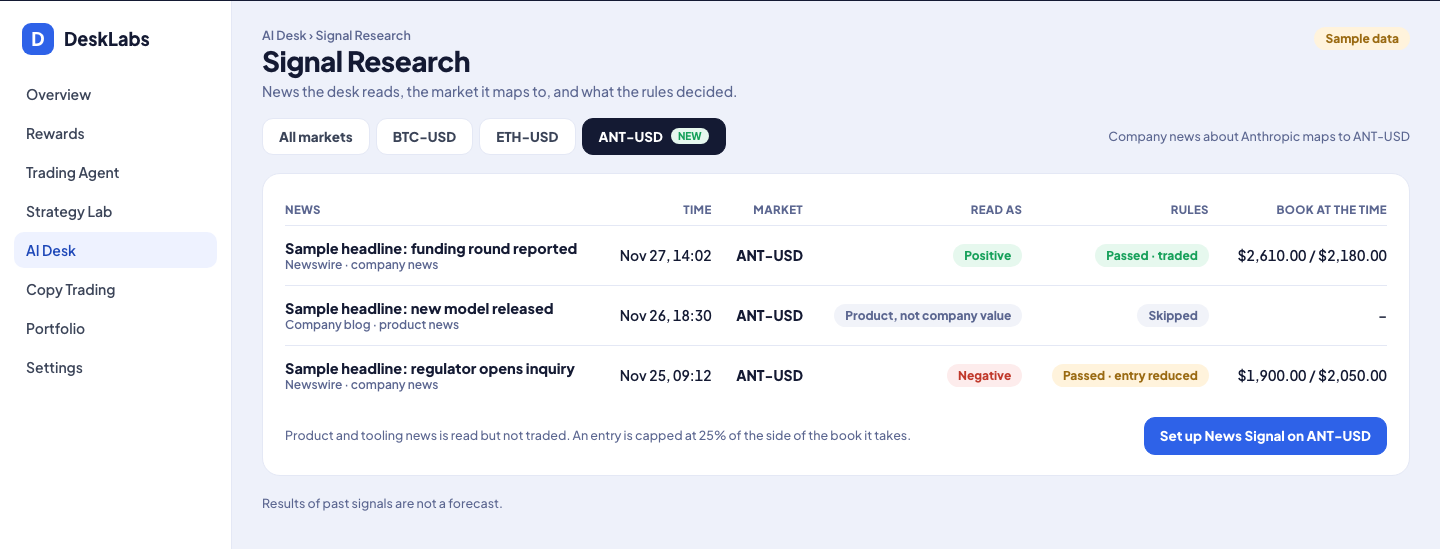 D DeskLabs
Overview
Rewards
Trading Agent
Strategy Lab
AI Desk
Copy Trading
Portfolio
Settings
AI Desk › Signal Research
Sample data
Signal Research
News the desk reads, the market it maps to, and what the rules decided.
All markets BTC-USD ETH-USD ANT-USD NEW
Company news about Anthropic maps to ANT-USD
NEWS TIME MARKET READ AS RULES BOOK AT THE TIME
Sample headline: funding round reported
Newswire · company news
Nov 27, 14:02 ANT-USD Positive Passed · traded $2,610.00 / $2,180.00
Sample headline: new model released
Company blog · product news
Nov 26, 18:30 ANT-USD Product, not company value Skipped –
Sample headline: regulator opens inquiry
Newswire · company news
Nov 25, 09:12 ANT-USD Negative Passed · entry reduced $1,900.00 / $2,050.00
Product and tooling news is read but not traded. An entry is capped at 25% of the side of the book it takes.
Set up News Signal on ANT-USD
Results of past signals are not a forecast.